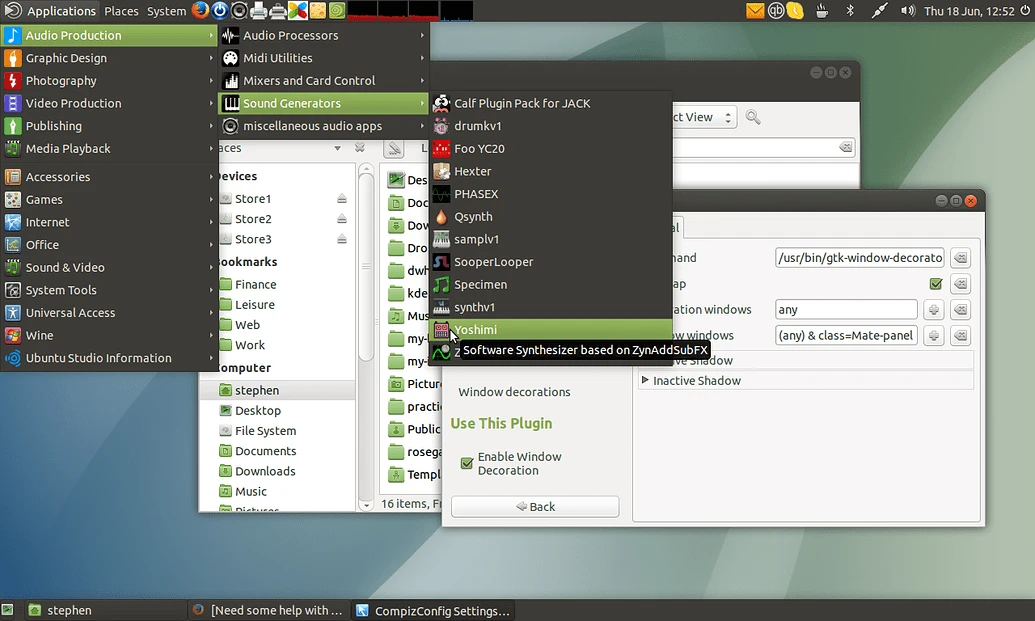 Applications Places System
Thu 18 Jun, 12:52
Audio Production
Graphic Design
Photography
Video Production
Publishing
Media Playback
Accessories
Games
Internet
Office
Sound & Video
System Tools
Universal Access
Wine
Ubuntu Studio Information
Audio Processors
Midi Utilities
Mixers and Card Control
Sound Generators
miscellaneous audio apps
Calf Plugin Pack for JACK
drumkv1
Foo YC20
Hexter
PHASEX
Qsynth
samplv1
SooperLooper
Specimen
synthv1
Yoshimi
Z
Software Synthesizer based on ZynAddSubFX
aces
evices
Store1
Store2
Store3
ookmarks
Finance
Leisure
Web
Work
omputer
stephen
Desktop
File System
Documents
Downloads
Music
Pictures
L
Des
Doc
Dow
Dro
dwh
kde
Mus
my-
my-
Pictur
practi
Public
rosega
Templ
16 items, Fr
ct View
al
nand
/usr/bin/gtk-window-decorato
ap
ration windows
any
ow windows
(any) & class=Mate-panel
ve Shadow
Inactive Shadow
Window decorations
Use This Plugin
Enable Window
Decoration
Back
stephen
[Need some help with ...
CompizConfig Settings...